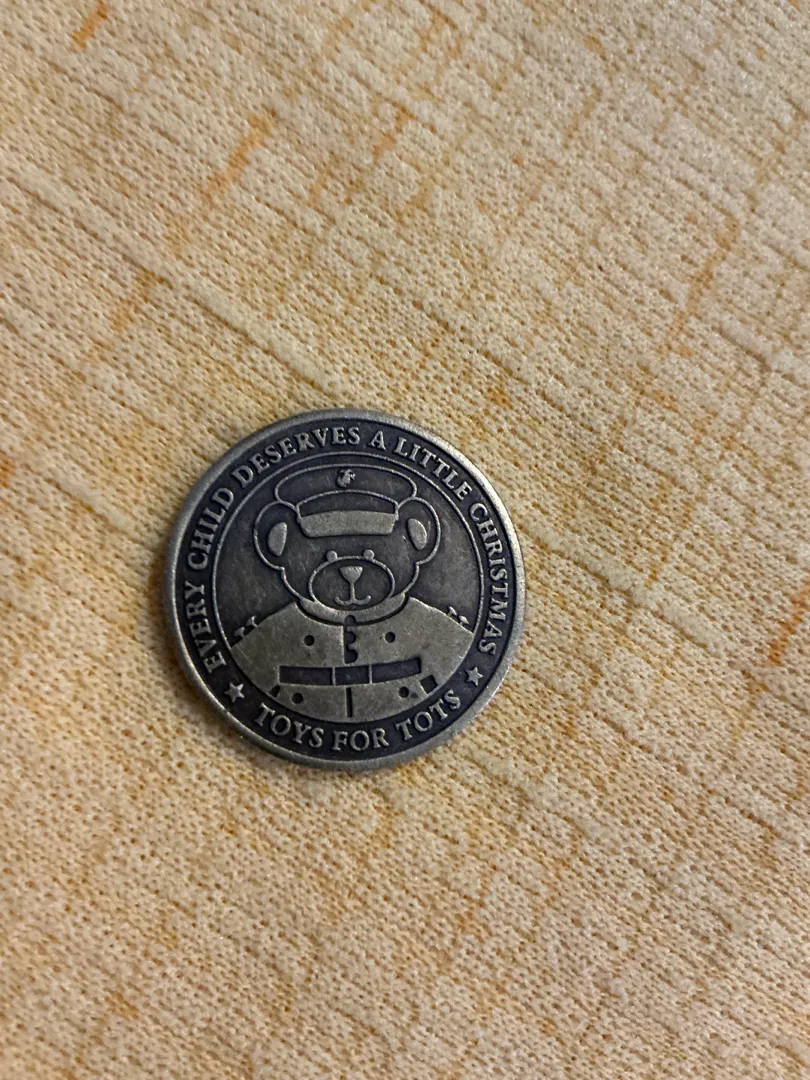 EVERY CHILD DESERVES A LITTLE CHRISTMAS
TOYS FOR TOTS